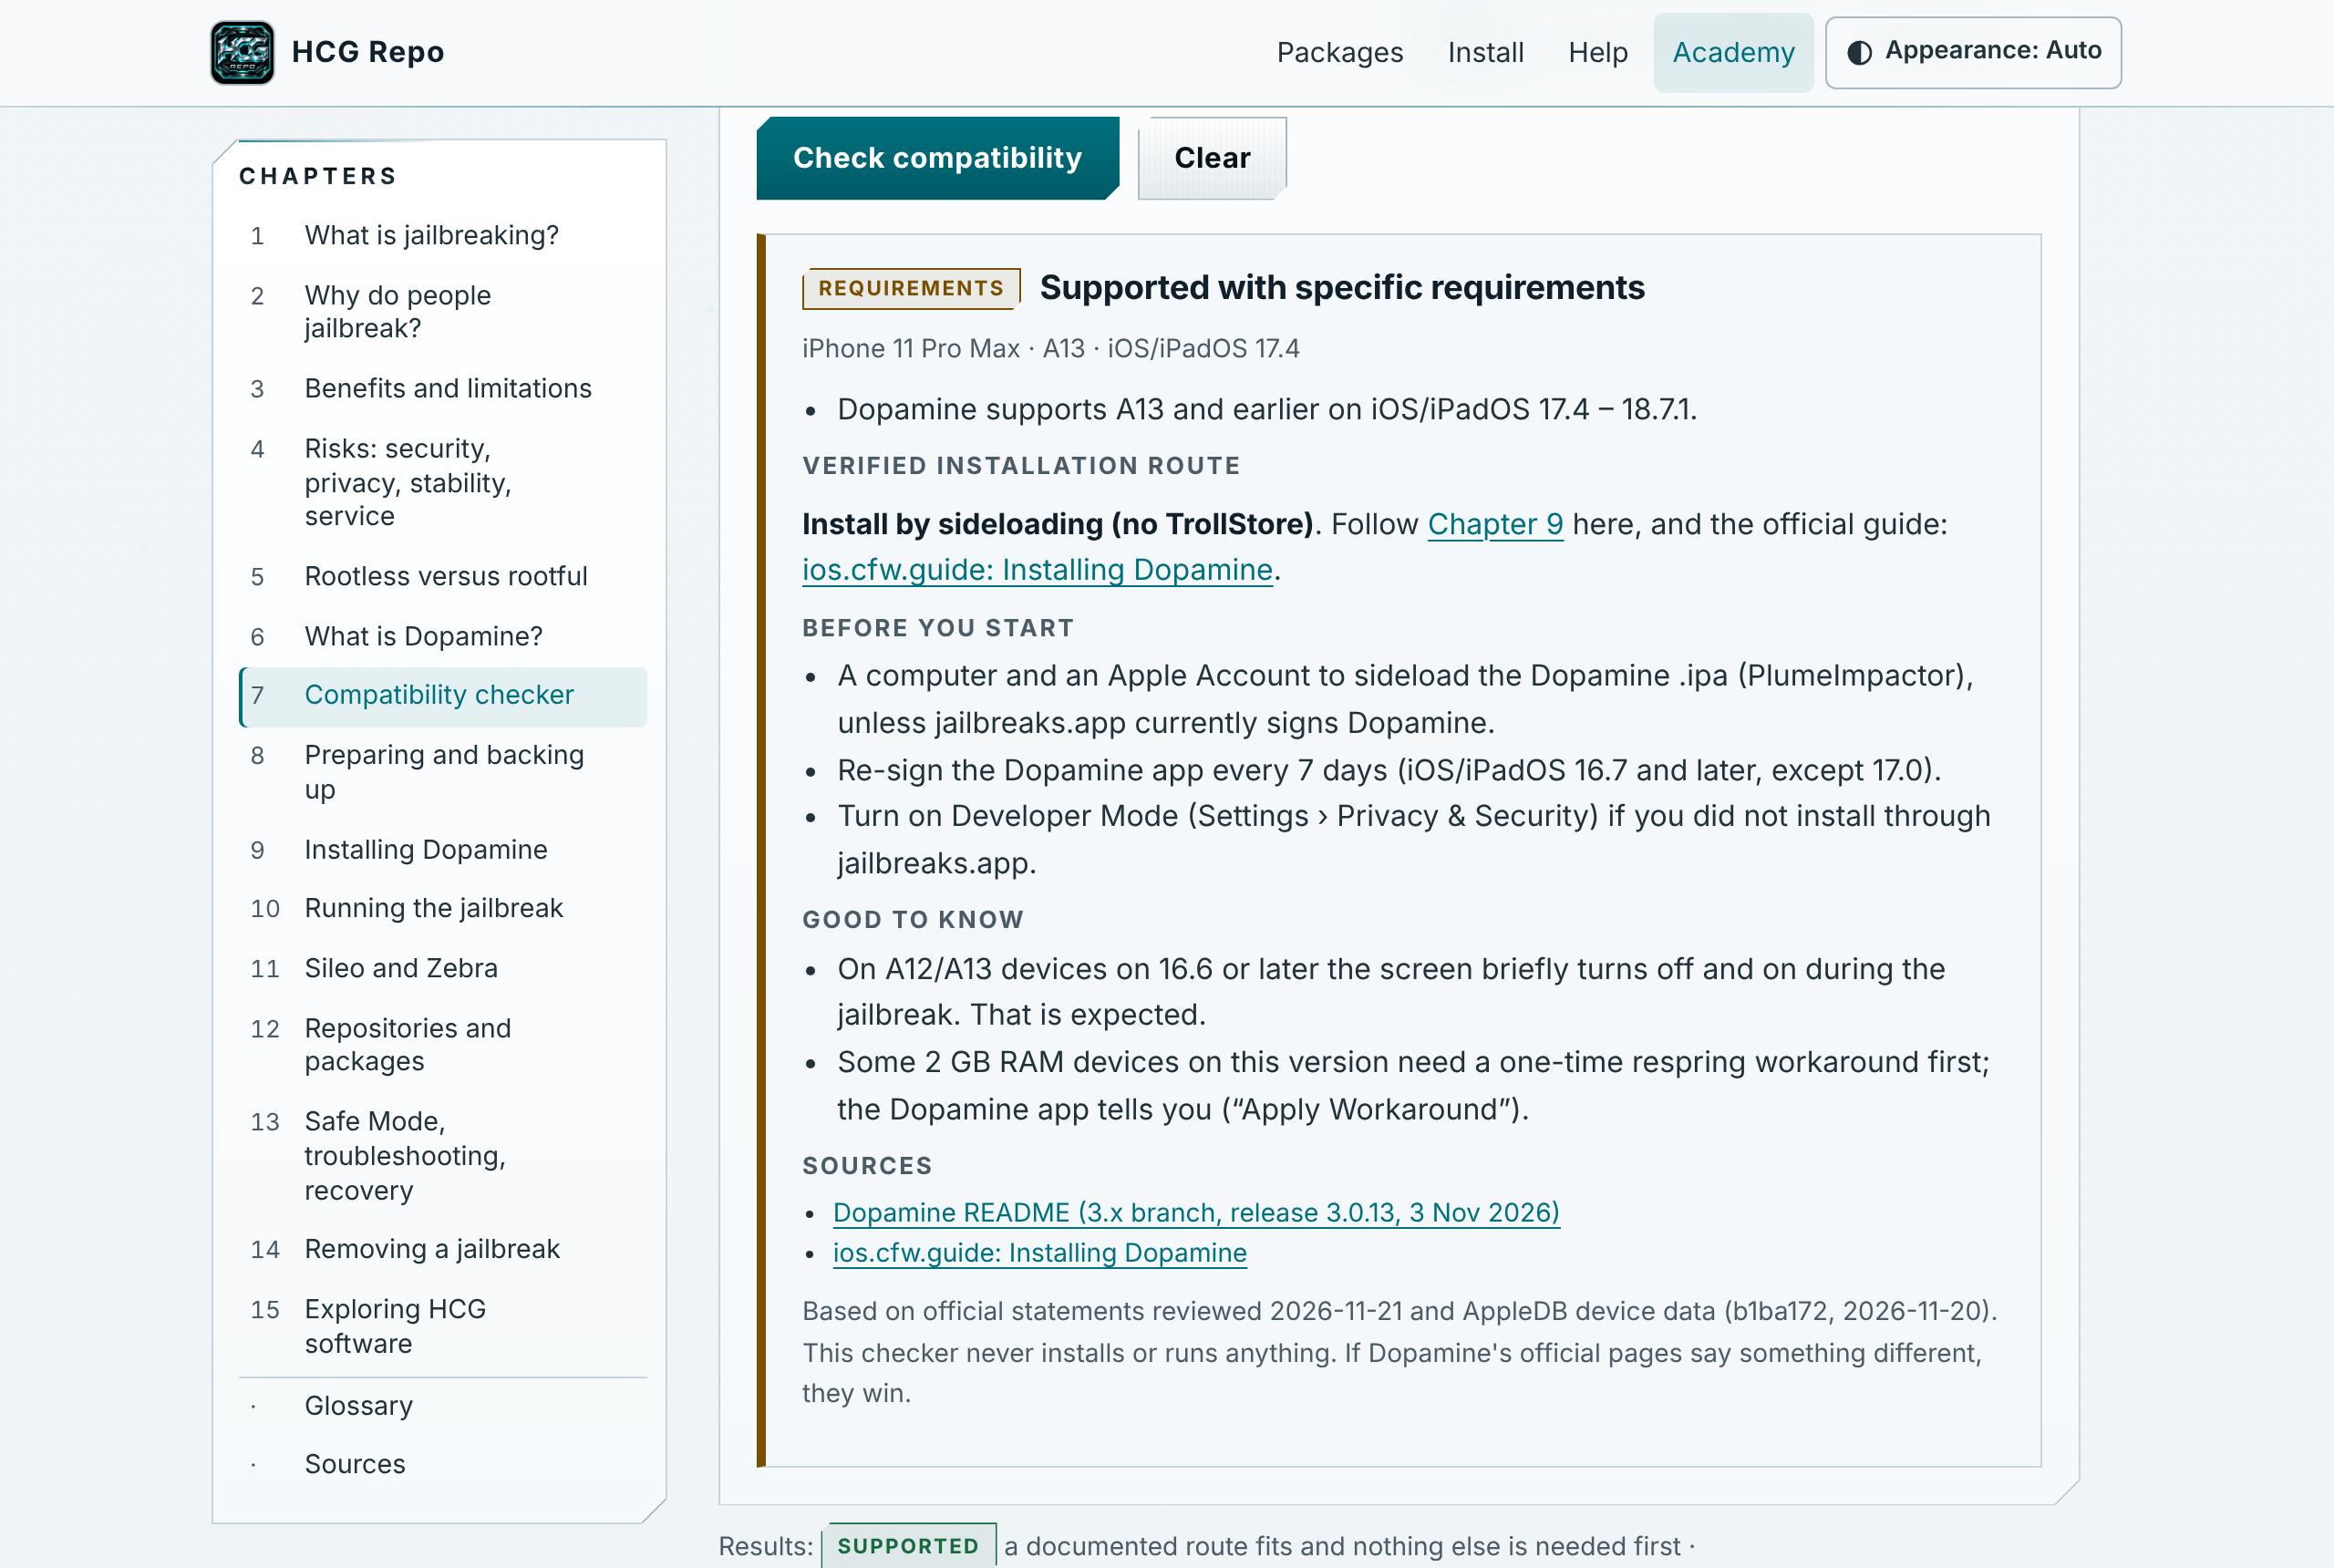 HCG Repo
Packages
Install
Help
Academy
Appearance: Auto
CHAPTERS
1 What is jailbreaking?
2 Why do people
jailbreak?
3 Benefits and limitations
4 Risks: security,
privacy, stability,
service
5 Rootless versus rootful
6 What is Dopamine?
7 Compatibility checker
8 Preparing and backing
up
9 Installing Dopamine
10 Running the jailbreak
11 Sileo and Zebra
12 Repositories and
packages
13 Safe Mode,
troubleshooting,
recovery
14 Removing a jailbreak
15 Exploring HCG
software
· Glossary
· Sources
Check compatibility
Clear
REQUIREMENTS Supported with specific requirements
iPhone 11 Pro Max · A13 · iOS/iPadOS 17.4
• Dopamine supports A13 and earlier on iOS/iPadOS 17.4 – 18.7.1.
VERIFIED INSTALLATION ROUTE
Install by sideloading (no TrollStore). Follow Chapter 9 here, and the official guide:
ios.cfw.guide: Installing Dopamine.
BEFORE YOU START
• A computer and an Apple Account to sideload the Dopamine .ipa (PlumeImpactor),
unless jailbreaks.app currently signs Dopamine.
• Re-sign the Dopamine app every 7 days (iOS/iPadOS 16.7 and later, except 17.0).
• Turn on Developer Mode (Settings › Privacy & Security) if you did not install through
jailbreaks.app.
GOOD TO KNOW
• On A12/A13 devices on 16.6 or later the screen briefly turns off and on during the
jailbreak. That is expected.
• Some 2 GB RAM devices on this version need a one-time respring workaround first;
the Dopamine app tells you (“Apply Workaround”).
SOURCES
• Dopamine README (3.x branch, release 3.0.13, 3 Nov 2026)
• ios.cfw.guide: Installing Dopamine
Based on official statements reviewed 2026-11-21 and AppleDB device data (b1ba172, 2026-11-20).
This checker never installs or runs anything. If Dopamine's official pages say something different,
they win.
Results: SUPPORTED a documented route fits and nothing else is needed first ·